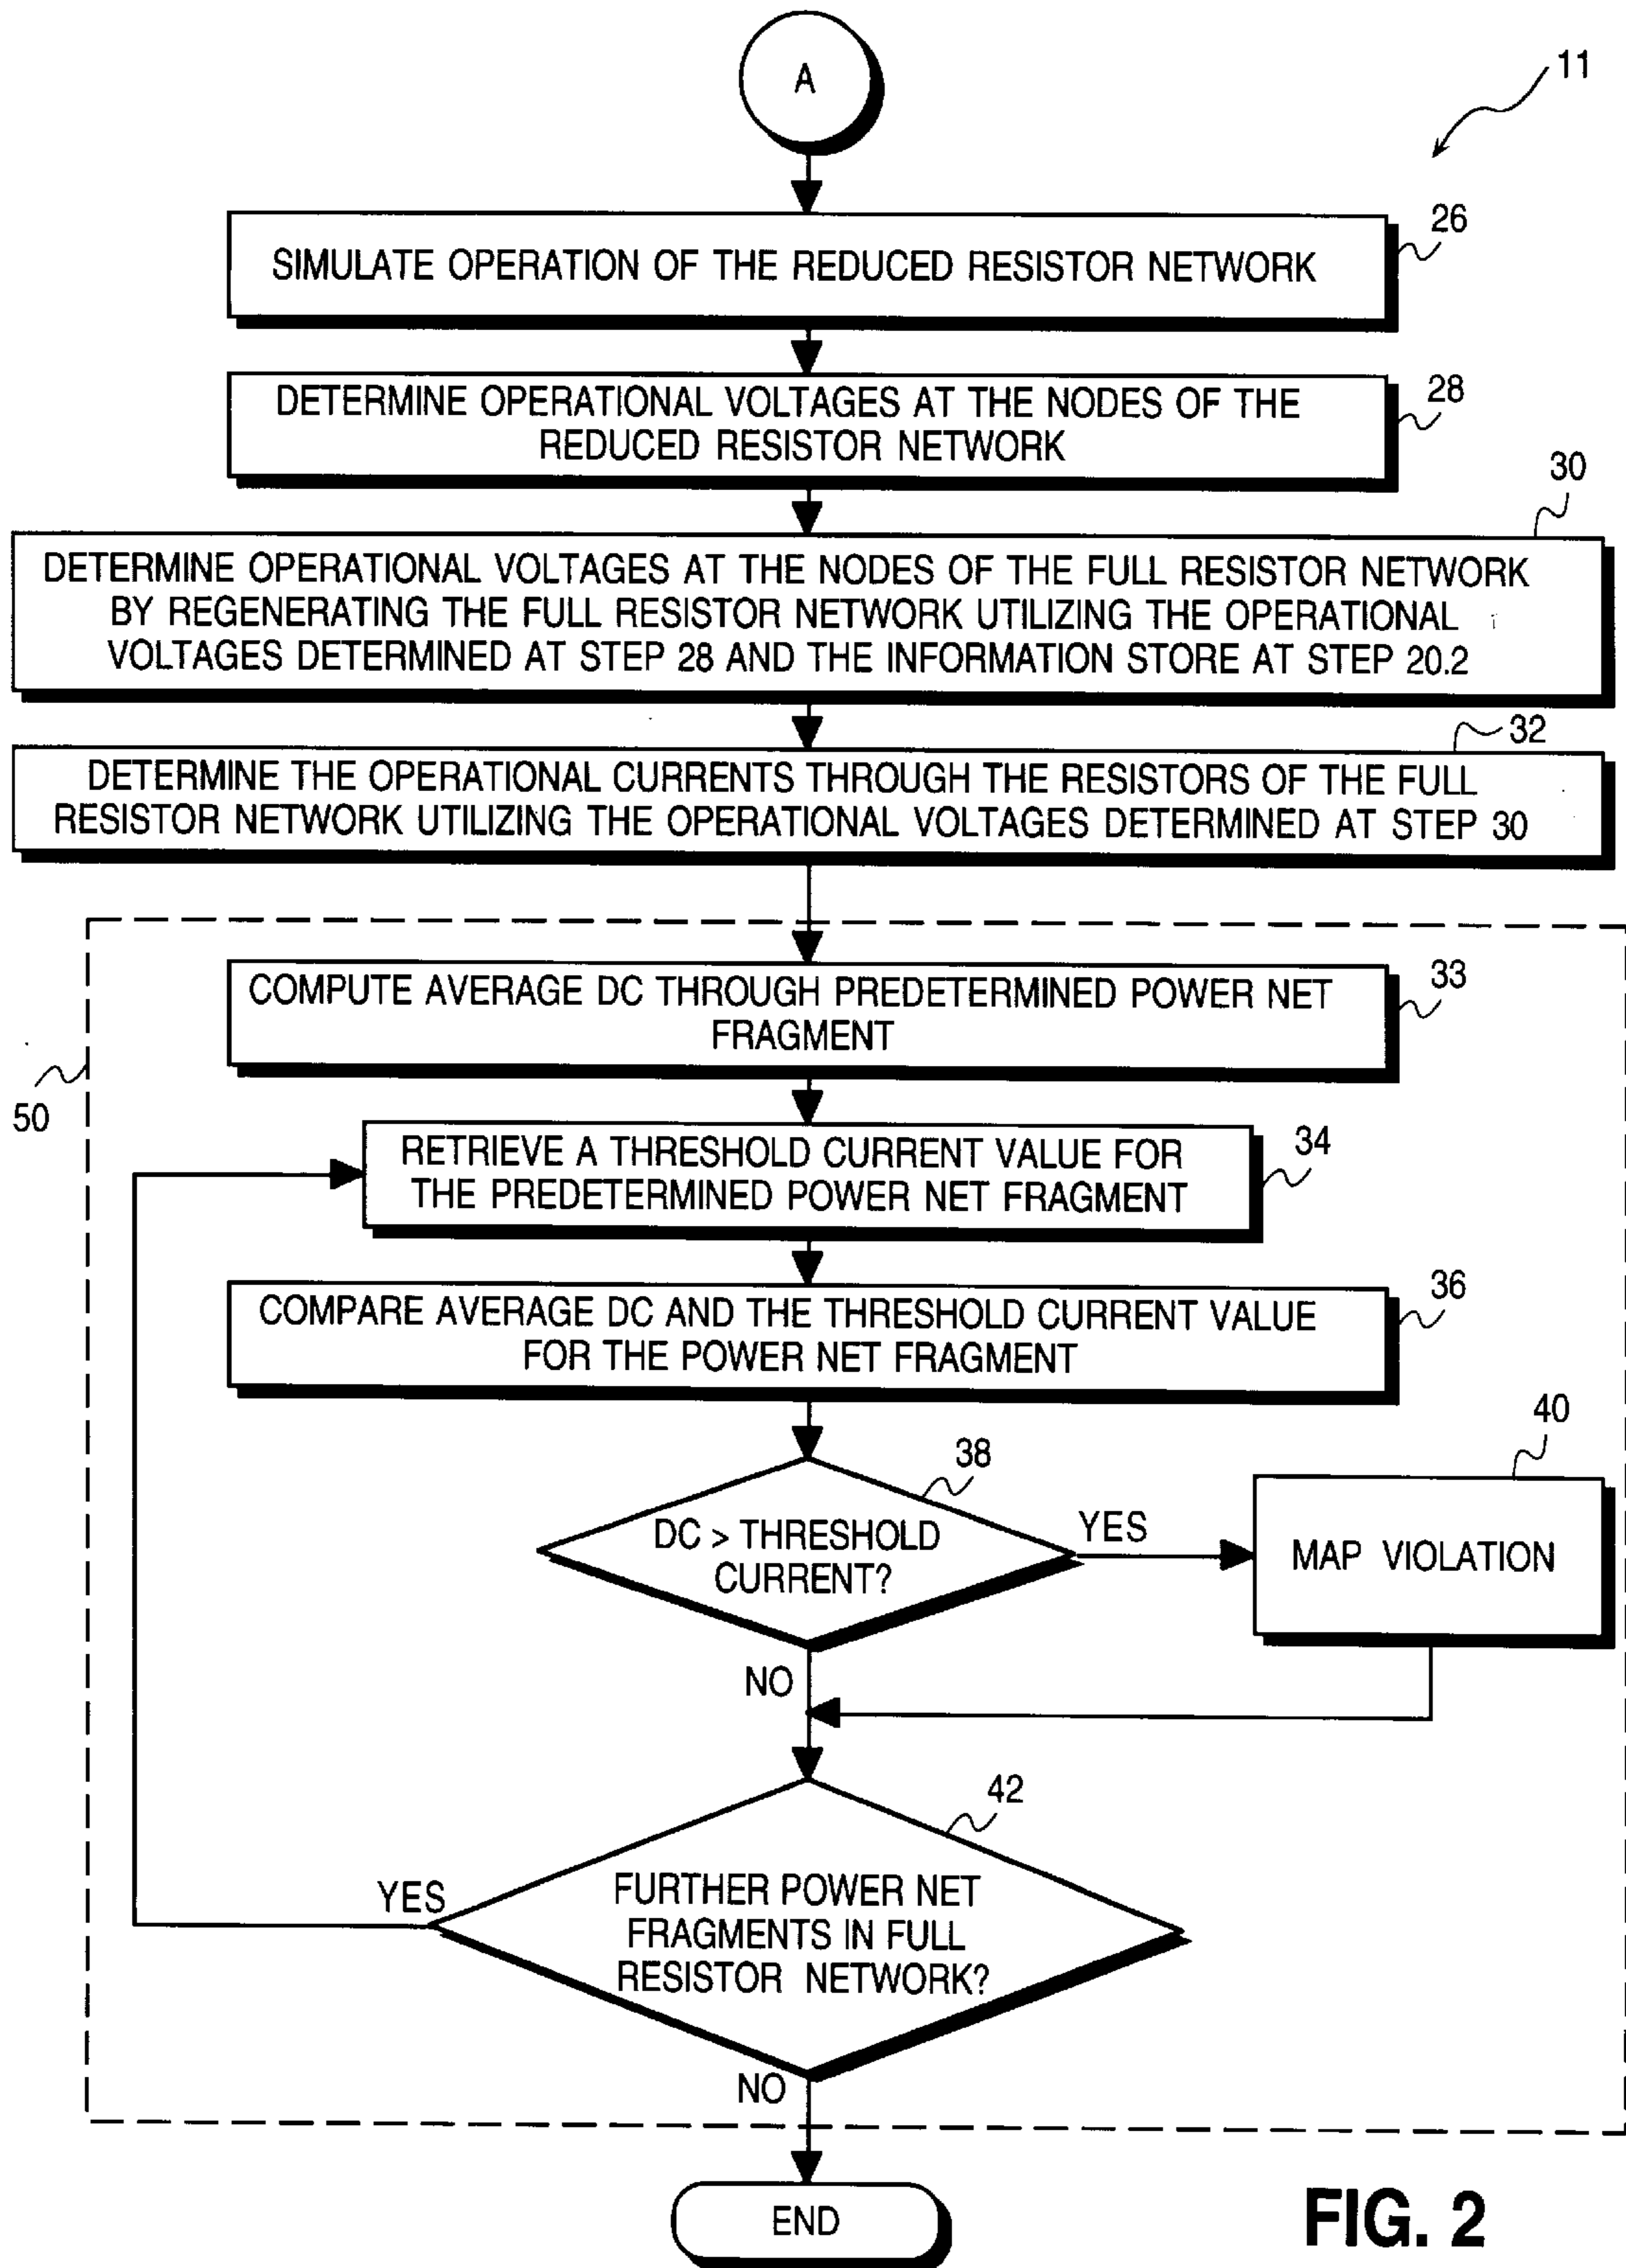 A
11
26
SIMULATE OPERATION OF THE REDUCED RESISTOR NETWORK
28
DETERMINE OPERATIONAL VOLTAGES AT THE NODES OF THE
REDUCED RESISTOR NETWORK
30
DETERMINE OPERATIONAL VOLTAGES AT THE NODES OF THE FULL RESISTOR NETWORK
BY REGENERATING THE FULL RESISTOR NETWORK UTILIZING THE OPERATIONAL
VOLTAGES DETERMINED AT STEP 28 AND THE INFORMATION STORE AT STEP 20.2
32
DETERMINE THE OPERATIONAL CURRENTS THROUGH THE RESISTORS OF THE FULL
RESISTOR NETWORK UTILIZING THE OPERATIONAL VOLTAGES DETERMINED AT STEP 30
33
COMPUTE AVERAGE DC THROUGH PREDETERMINED POWER NET
FRAGMENT
50
34
RETRIEVE A THRESHOLD CURRENT VALUE FOR
THE PREDETERMINED POWER NET FRAGMENT
36
COMPARE AVERAGE DC AND THE THRESHOLD CURRENT VALUE
FOR THE POWER NET FRAGMENT
38
40
DC > THRESHOLD
CURRENT?
YES
MAP VIOLATION
NO
42
FURTHER POWER NET
FRAGMENTS IN FULL
RESISTOR NETWORK?
YES
NO
END
FIG. 2